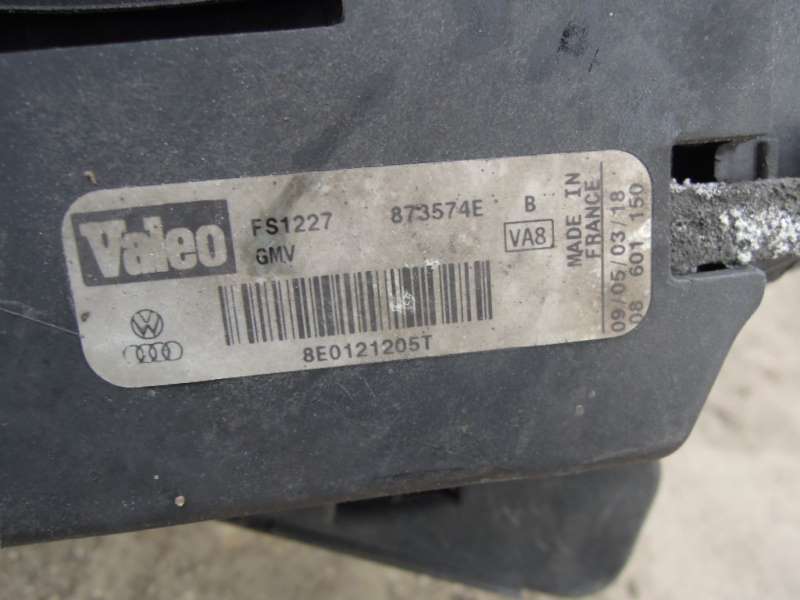 Valeo
FS1227 873574E B
GMV VA8
8E0121205T
MADE IN
FRANCE
09/05/03/18
08 601 150